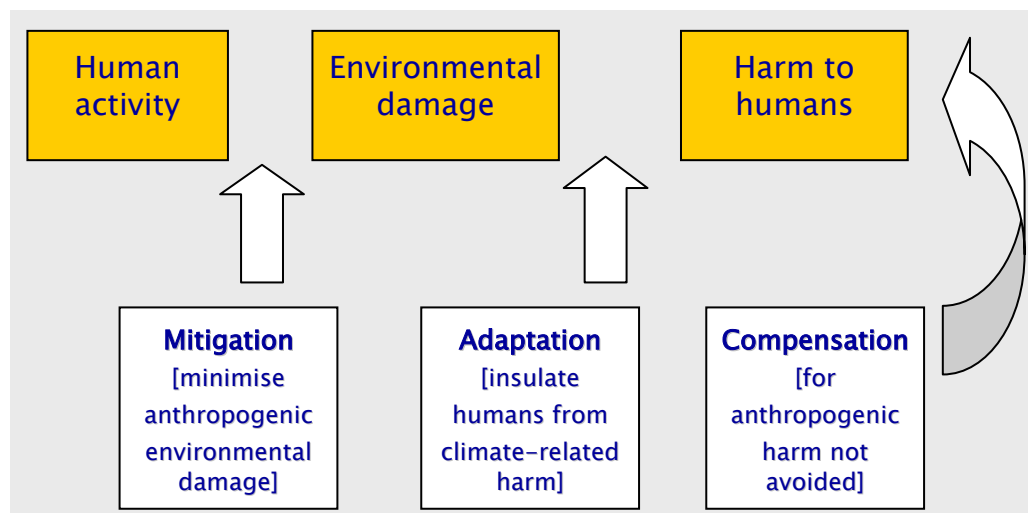 Human
activity
Environmental
damage
Harm to
humans
Mitigation
[minimise
anthropogenic
environmental
damage]
Adaptation
[insulate
humans from
climate-related
harm]
Compensation
[for
anthropogenic
harm not
avoided]